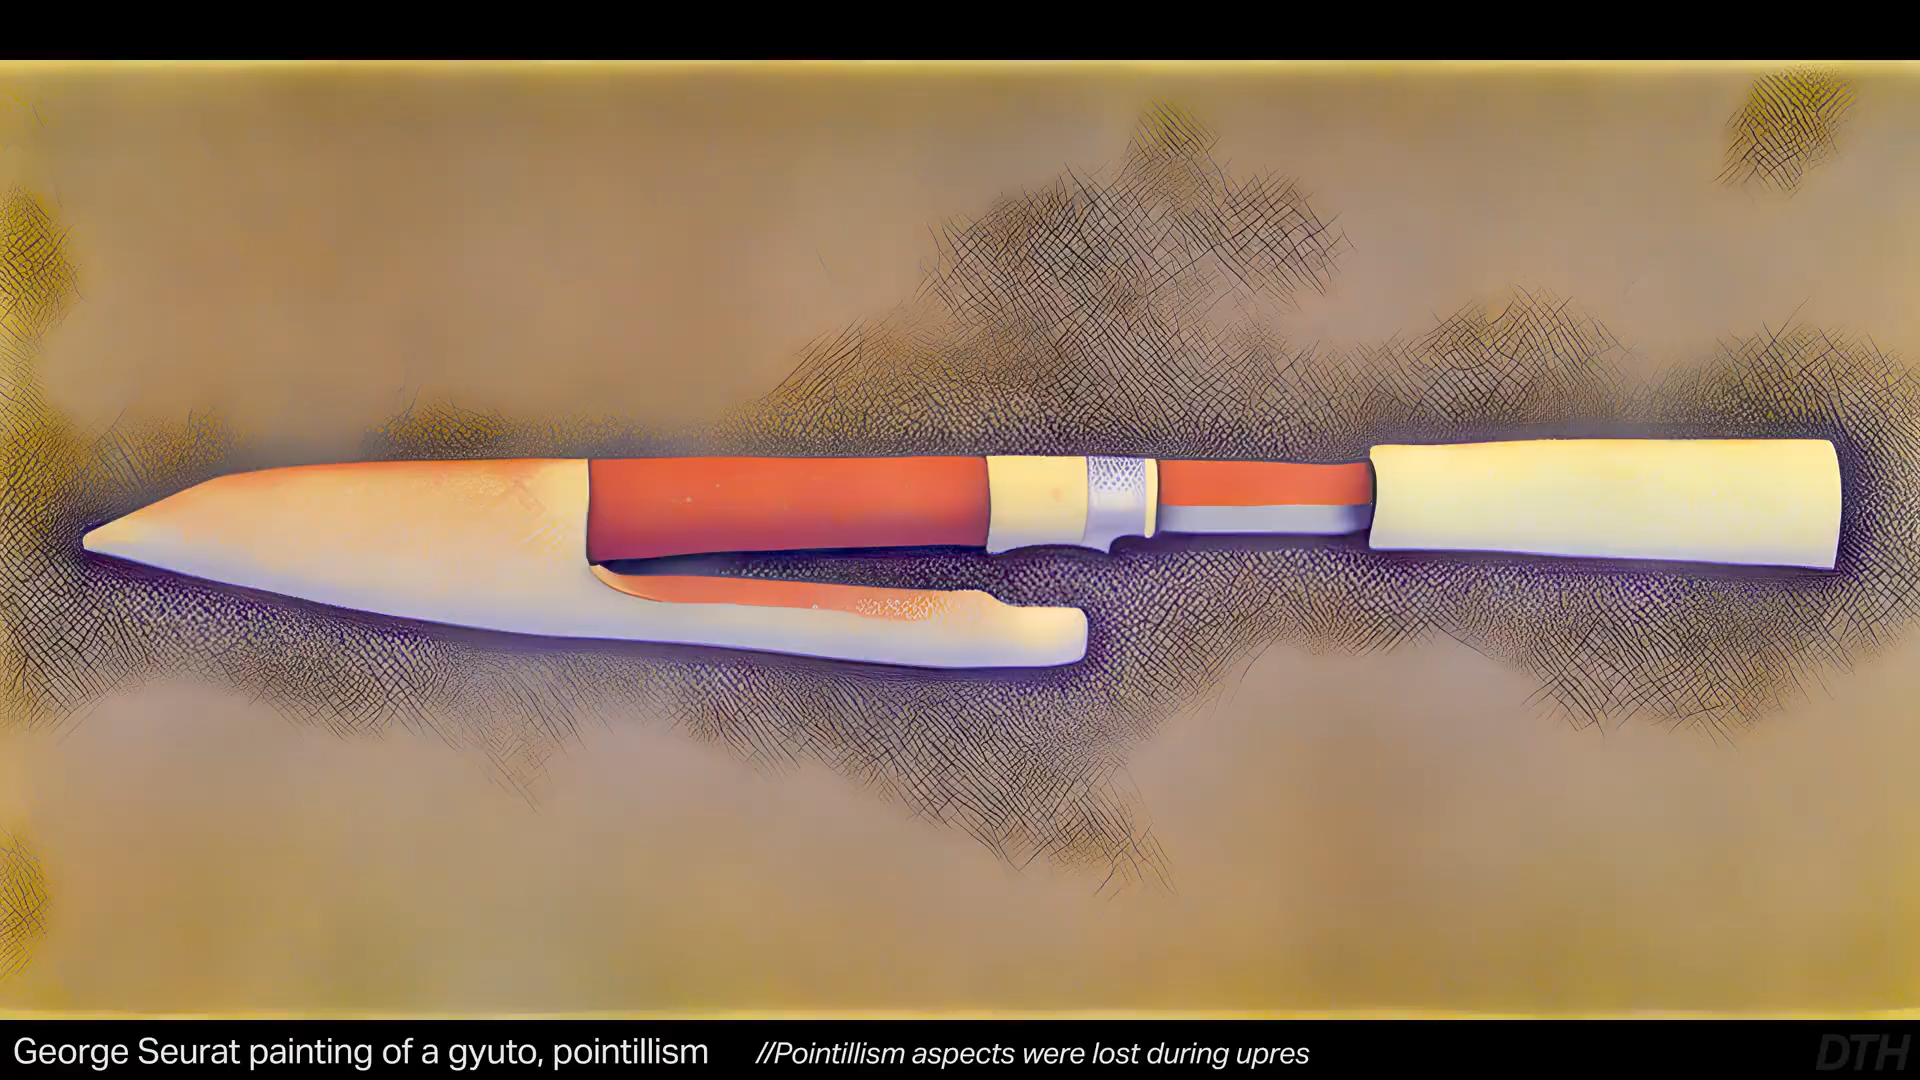 George Seurat painting of a gyuto, pointillism //Pointillism aspects were lost during upres
DTH